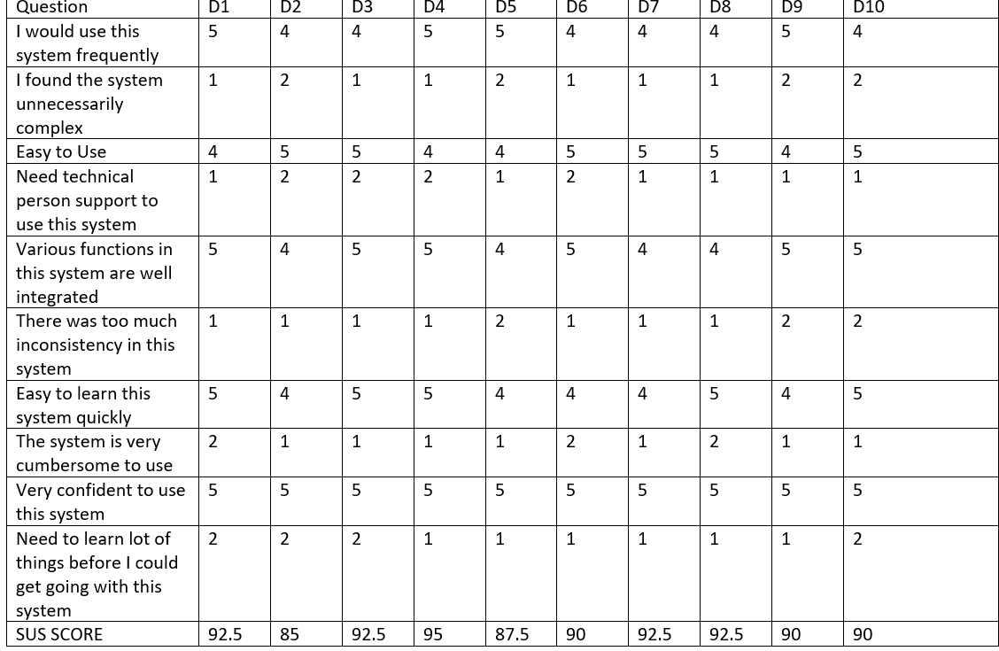 Question D1 D2 D3 D4 D5 D6 D7 D8 D9 D10
I would use this 5 4 4 5 5 4 4 4 5 4
system frequently
I found the system 1 2 1 1 2 1 1 1 2 2
unnecessarily
complex
Easy to Use 4 5 5 4 4 5 5 5 4 5
Need technical 1 2 2 2 1 2 1 1 1 1
person support to
use this system
Various functions in 5 4 5 5 4 5 4 4 5 5
this system are well
integrated
There was too much 1 1 1 1 2 1 1 1 2 2
inconsistency in this
system
Easy to learn this 5 4 5 5 4 4 4 5 4 5
system quickly
The system is very 2 1 1 1 1 2 1 2 1 1
cumbersome to use
Very confident to use 5 5 5 5 5 5 5 5 5 5
this system
Need to learn lot of 2 2 2 1 1 1 1 1 1 2
things before I could
get going with this
system
SUS SCORE 92.5 85 92.5 95 87.5 90 92.5 92.5 90 90